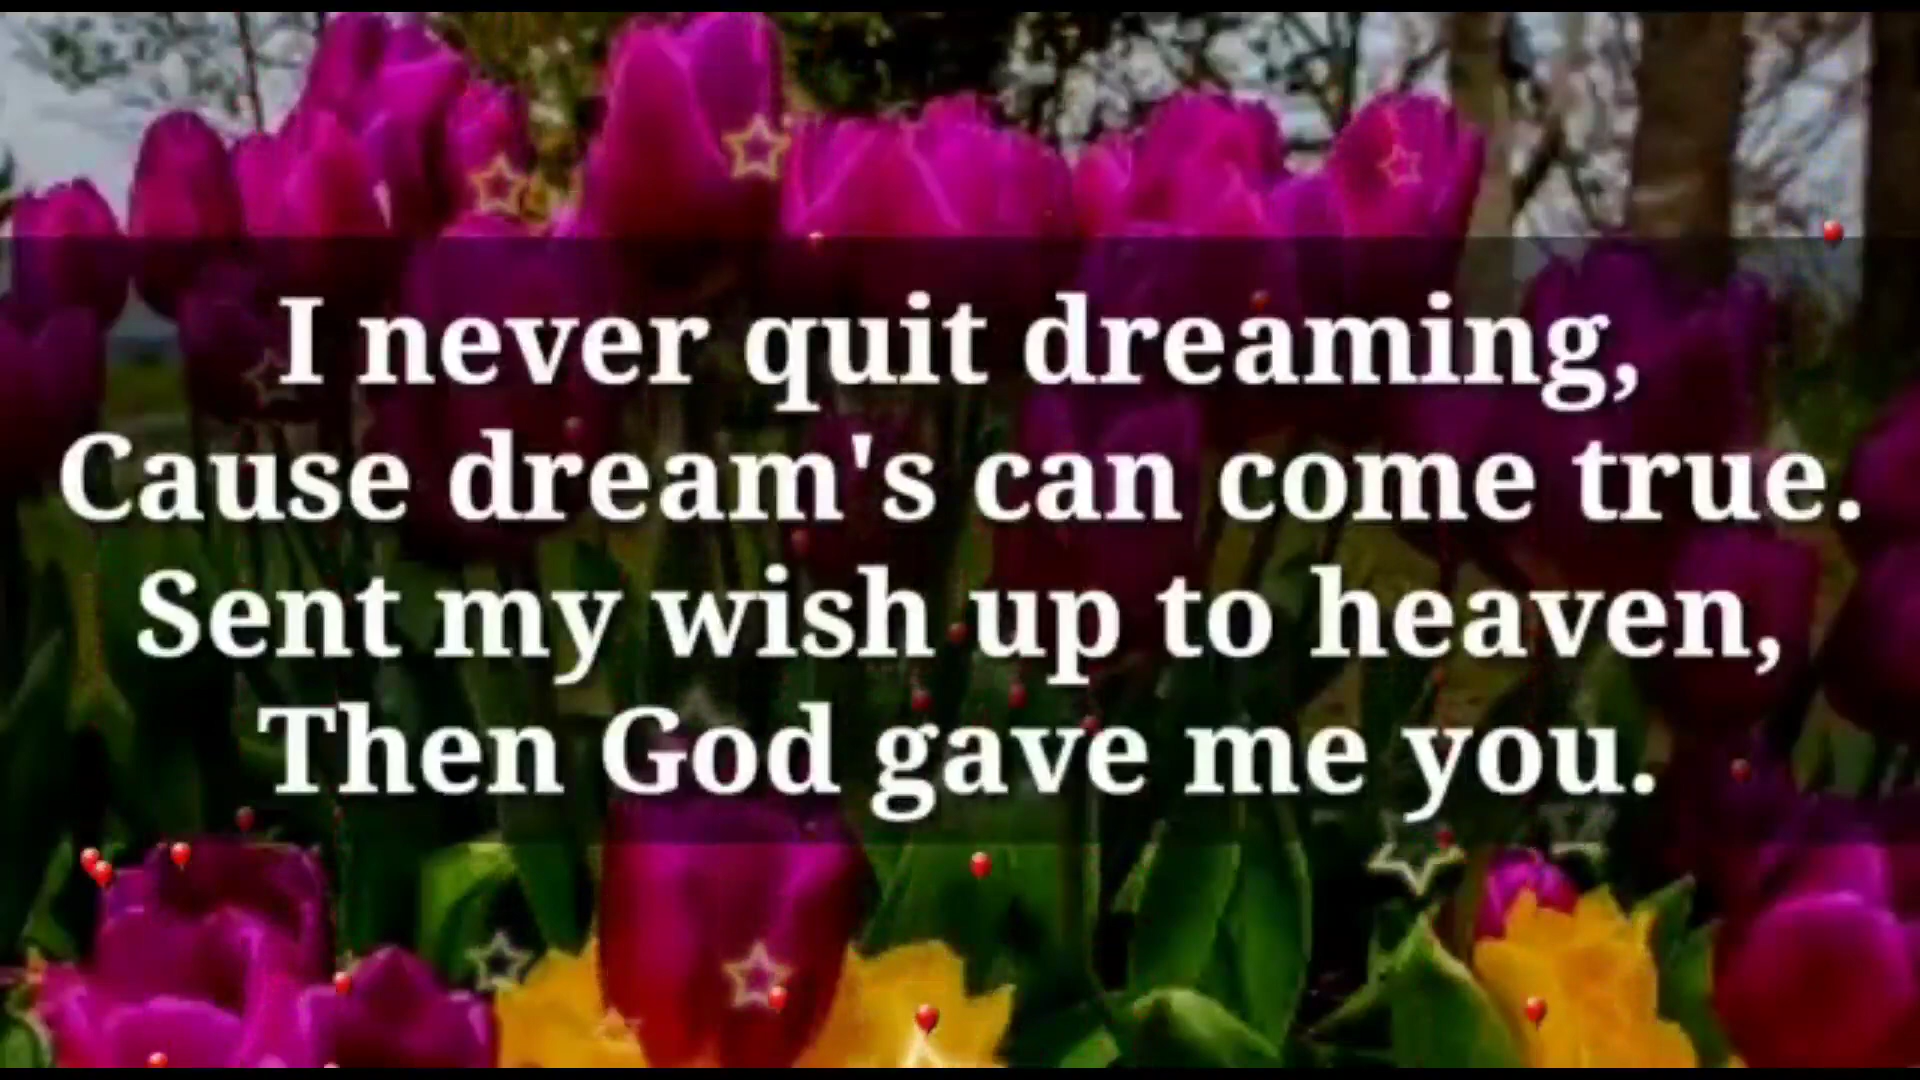 I never quit dreaming,
Cause dream's can come true.
Sent my wish up to heaven,
Then God gave me you.